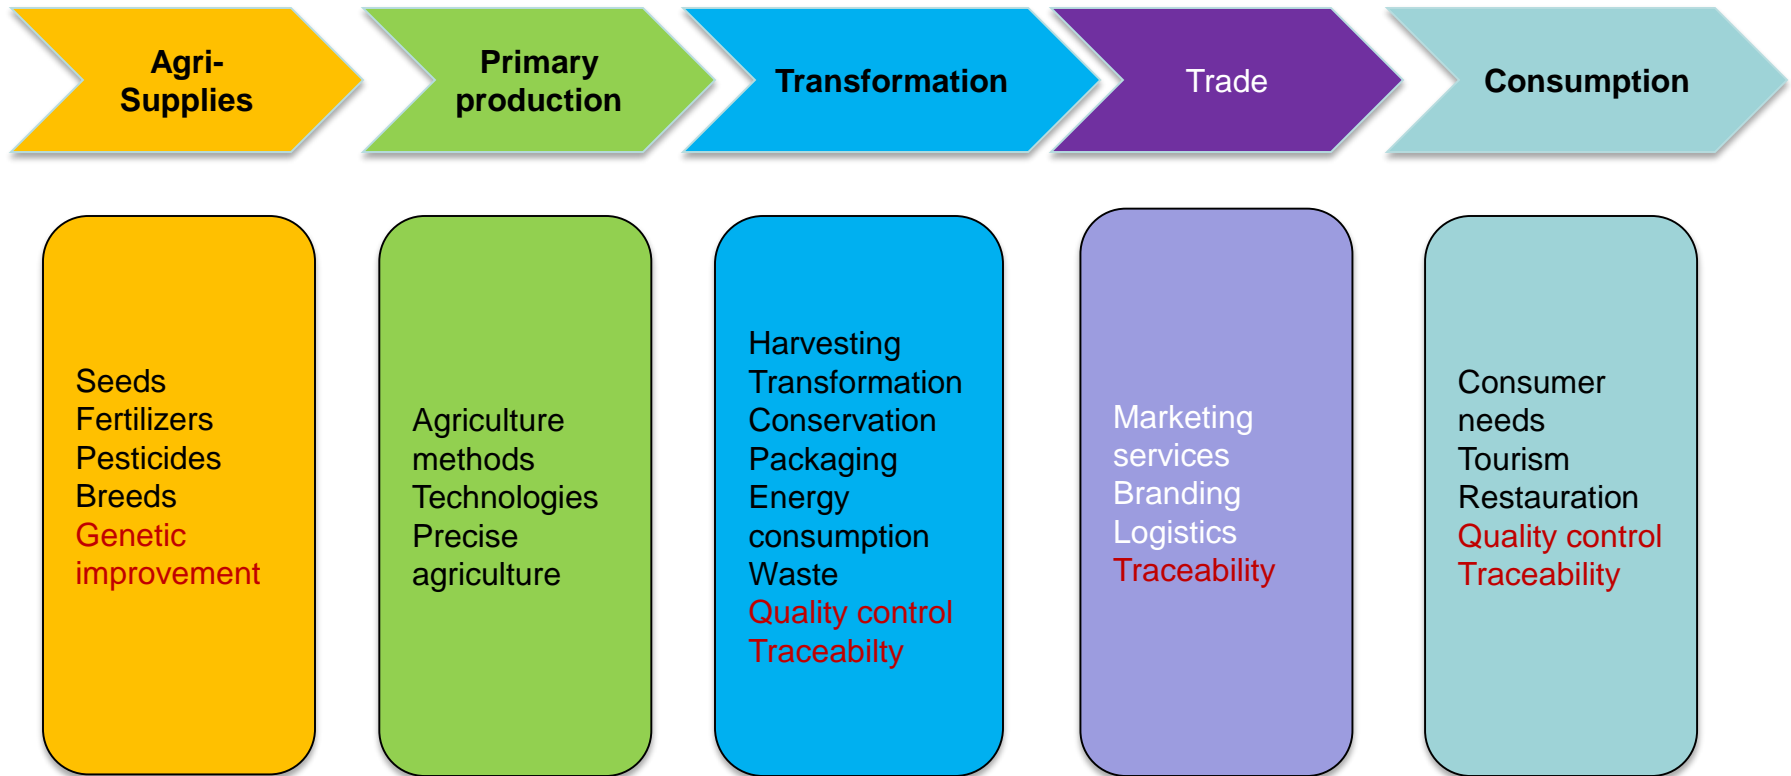 Agri-
Supplies
Primary
production
Transformation
Trade
Consumption
Seeds
Fertilizers
Pesticides
Breeds
Genetic
improvement
Agriculture
methods
Technologies
Precise
agriculture
Harvesting
Transformation
Conservation
Packaging
Energy
consumption
Waste
Quality control
Traceabilty
Marketing
services
Branding
Logistics
Traceability
Consumer
needs
Tourism
Restauration
Quality control
Traceability